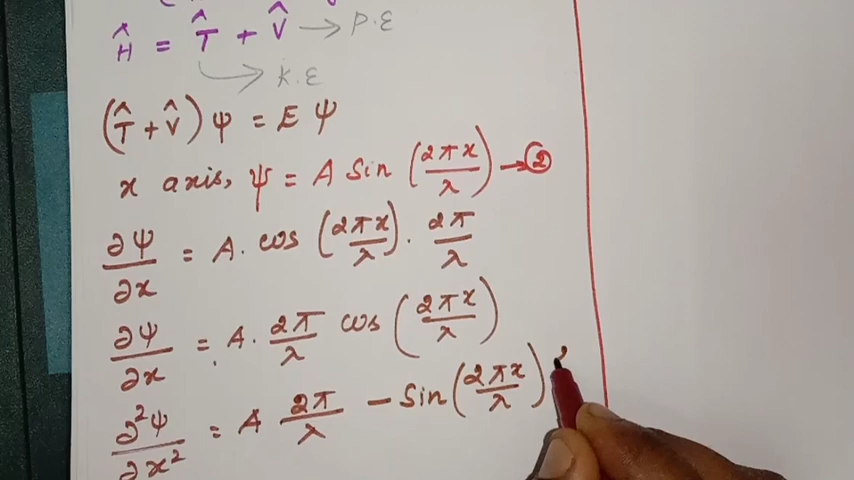 Ĥ = T̂ + V̂ → P.E
→ K.E
(T̂ + V̂) ψ = E ψ
x axis, ψ = A Sin (2πx/λ) → ②
∂ψ/∂x = A. cos (2πx/λ) . 2π/λ
∂ψ/∂x = A. 2π/λ cos (2πx/λ)
∂²ψ/∂x² = A 2π/λ - Sin (2πx/λ)